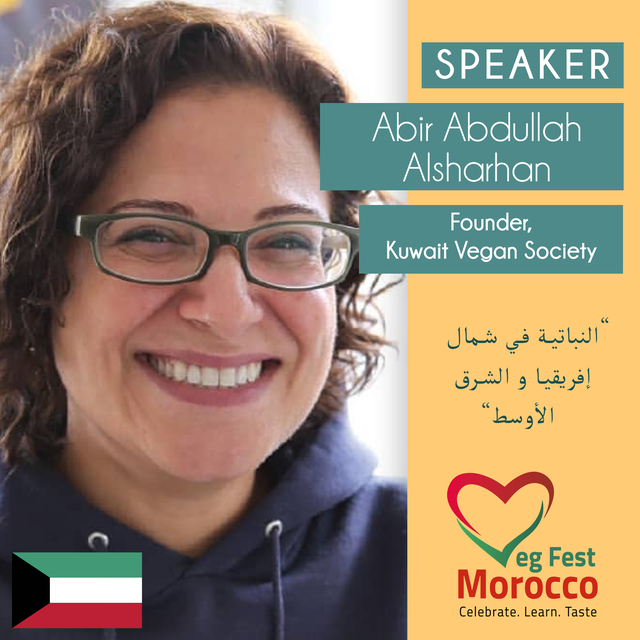 SPEAKER
Abir Abdullah
Alsharhan
Founder,
Kuwait Vegan Society
“النباتية في شمال
إفريقيا و الشرق
الأوسط“
Veg Fest
Morocco
Celebrate. Learn. Taste